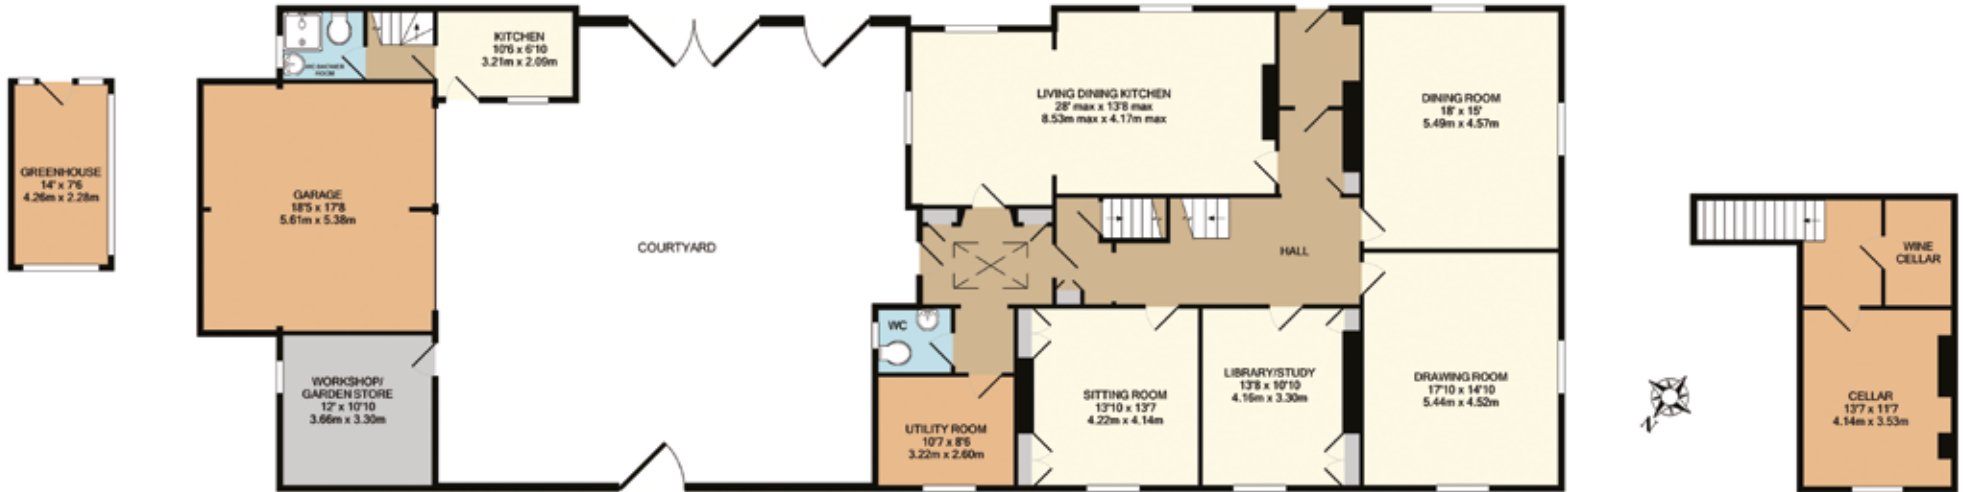 GREENHOUSE
14' x 7'6
4.26m x 2.28m
WC/SHOWER
ROOM
KITCHEN
10'6 x 6'10
3.21m x 2.09m
GARAGE
18'5 x 17'8
5.61m x 5.38m
WORKSHOP/
GARDEN STORE
12' x 10'10
3.66m x 3.30m
COURTYARD
LIVING DINING KITCHEN
28' max x 13'8 max
8.53m max x 4.17m max
DINING ROOM
18' x 15'
5.49m x 4.57m
HALL
WC
UTILITY ROOM
10'7 x 8'6
3.22m x 2.60m
SITTING ROOM
13'10 x 13'7
4.22m x 4.14m
LIBRARY/STUDY
13'8 x 10'10
4.16m x 3.30m
DRAWING ROOM
17'10 x 14'10
5.44m x 4.52m
N
WINE
CELLAR
CELLAR
13'7 x 11'7
4.14m x 3.53m